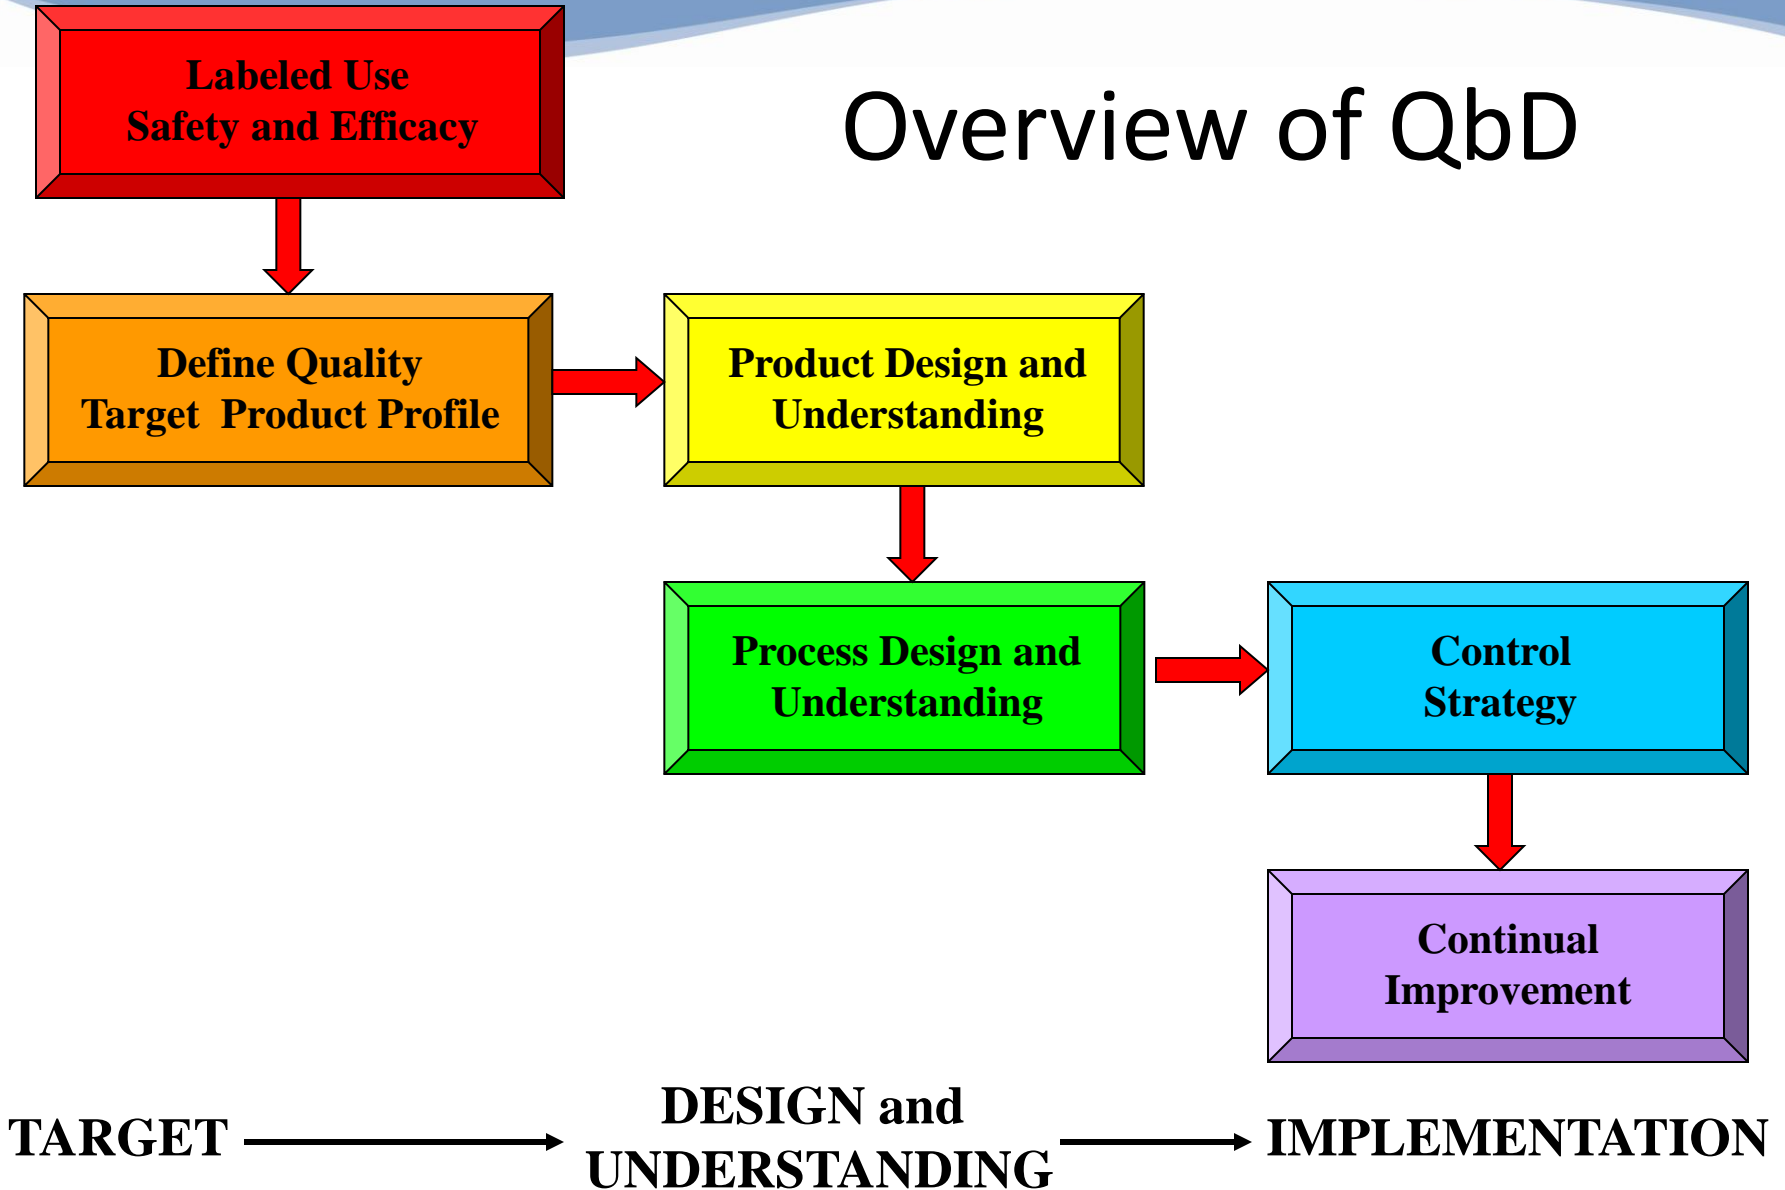 Labeled Use
Safety and Efficacy
Overview of QbD
Define Quality
Target  Product Profile
Product Design and
Understanding
Process Design and
Understanding
Control
Strategy
Continual
Improvement
TARGET
DESIGN and
UNDERSTANDING
IMPLEMENTATION